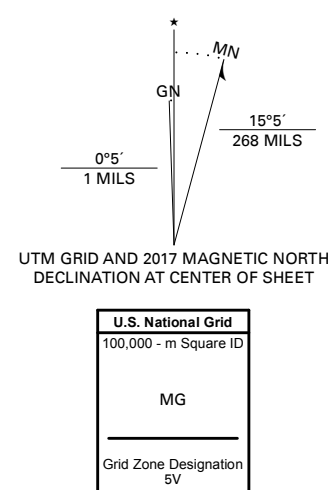 ★
MN
GN
15°5´
268 MILS
0°5´
1 MILS
UTM GRID AND 2017 MAGNETIC NORTH
DECLINATION AT CENTER OF SHEET
U.S. National Grid
100,000 - m Square ID
MG
Grid Zone Designation
5V